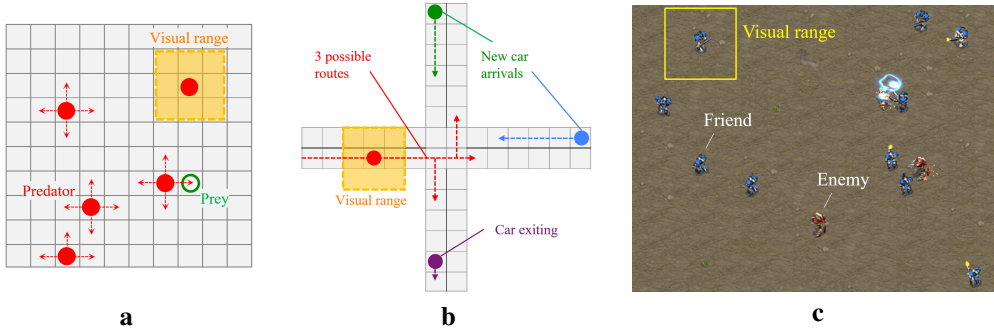 Visual range
Predator
Prey
a
3 possible
routes
New car
arrivals
Visual range
Car exiting
b
Visual range
Friend
Enemy
c